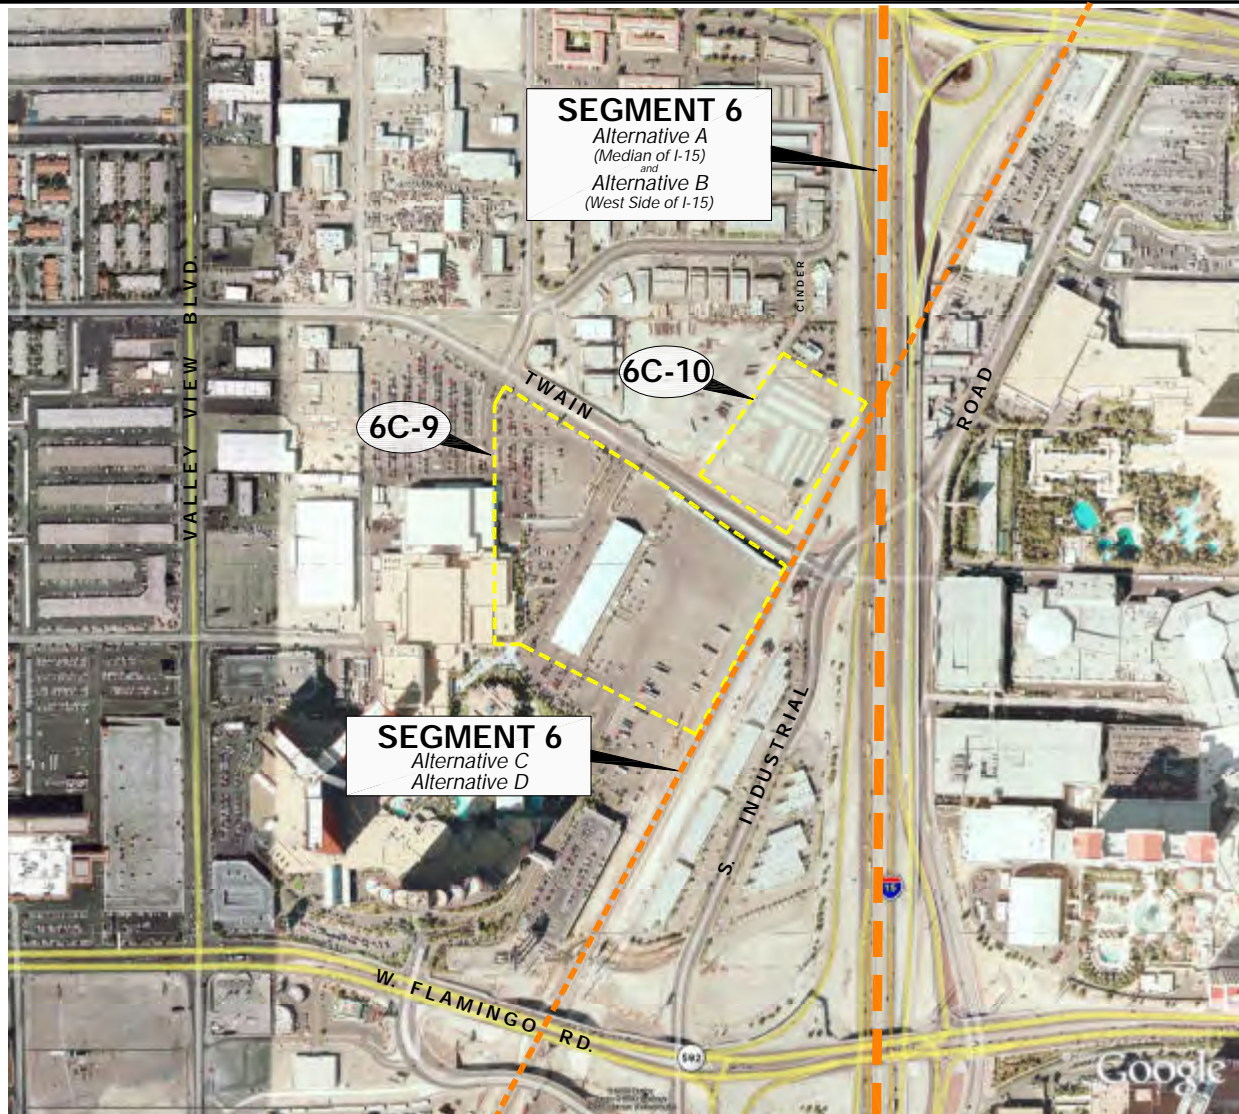 SEGMENT 6
Alternative A
(Median of I-15)
and
Alternative B
(West Side of I-15)
VALLEY VIEW BLVD.
CINDER
6C-10
TWAIN
ROAD
6C-9
SEGMENT 6
Alternative C
Alternative D
S. INDUSTRIAL
15
W. FLAMINGO RD.
592
Google